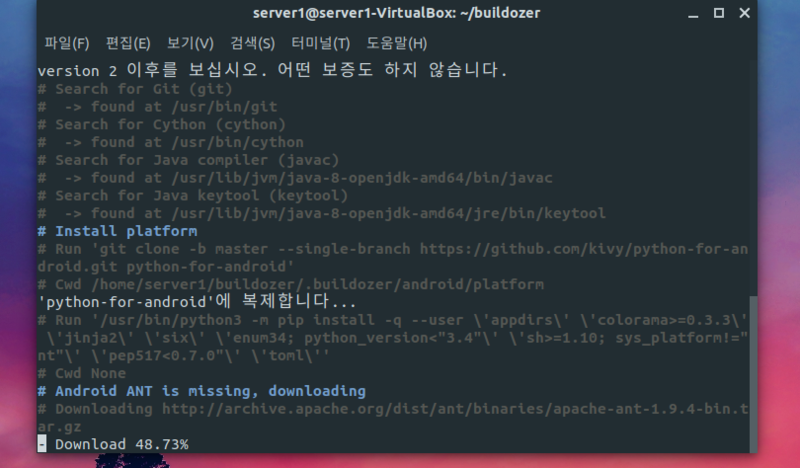 server1@server1-VirtualBox: ~/buildozer
파일(F) 편집(E) 보기(V) 검색(S) 터미널(T) 도움말(H)
version 2 이후를 보십시오. 어떤 보증도 하지 않습니다.
# Search for Git (git)
#  -> found at /usr/bin/git
# Search for Cython (cython)
#  -> found at /usr/bin/cython
# Search for Java compiler (javac)
#  -> found at /usr/lib/jvm/java-8-openjdk-amd64/bin/javac
# Search for Java keytool (keytool)
#  -> found at /usr/lib/jvm/java-8-openjdk-amd64/jre/bin/keytool
# Install platform
# Run 'git clone -b master --single-branch https://github.com/kivy/python-for-an
droid.git python-for-android'
# Cwd /home/server1/buildozer/.buildozer/android/platform
'python-for-android'에 복제합니다...
# Run '/usr/bin/python3 -m pip install -q --user \'appdirs\' \'colorama>=0.3.3\'
 \'jinja2\' \'six\' \'enum34; python_version<"3.4"\' \'sh>=1.10; sys_platform!="
nt"\' \'pep517<0.7.0"\' \'toml\''
# Cwd None
# Android ANT is missing, downloading
# Downloading http://archive.apache.org/dist/ant/binaries/apache-ant-1.9.4-bin.t
ar.gz
- Download 48.73%